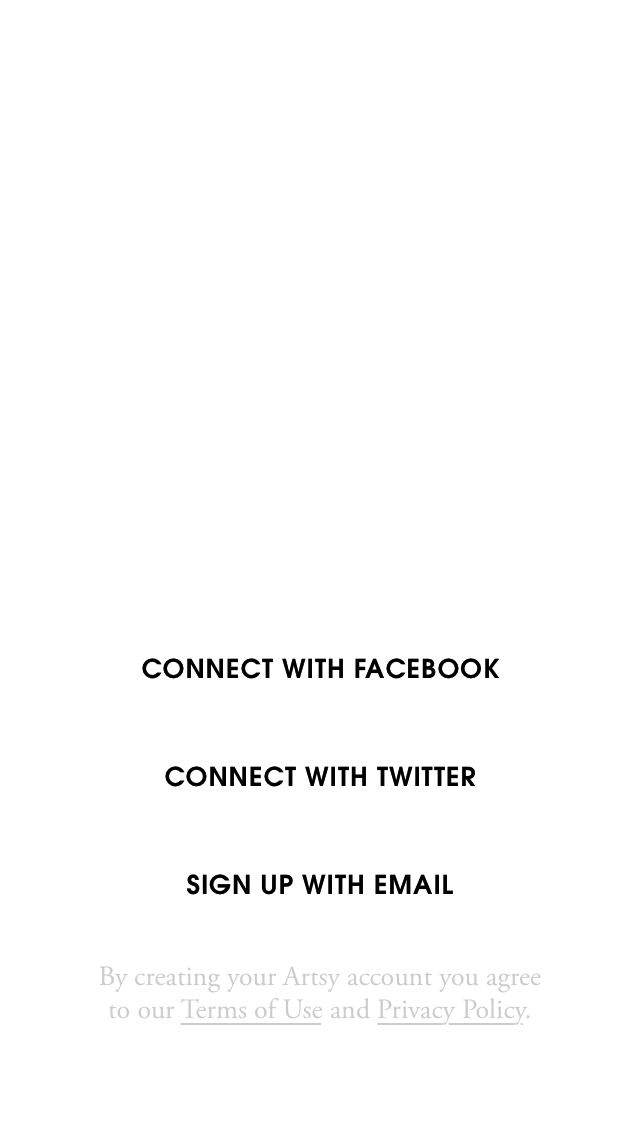 CONNECT WITH FACEBOOK
CONNECT WITH TWITTER
SIGN UP WITH EMAIL
By creating your Artsy account you agree
to our Terms of Use and Privacy Policy.